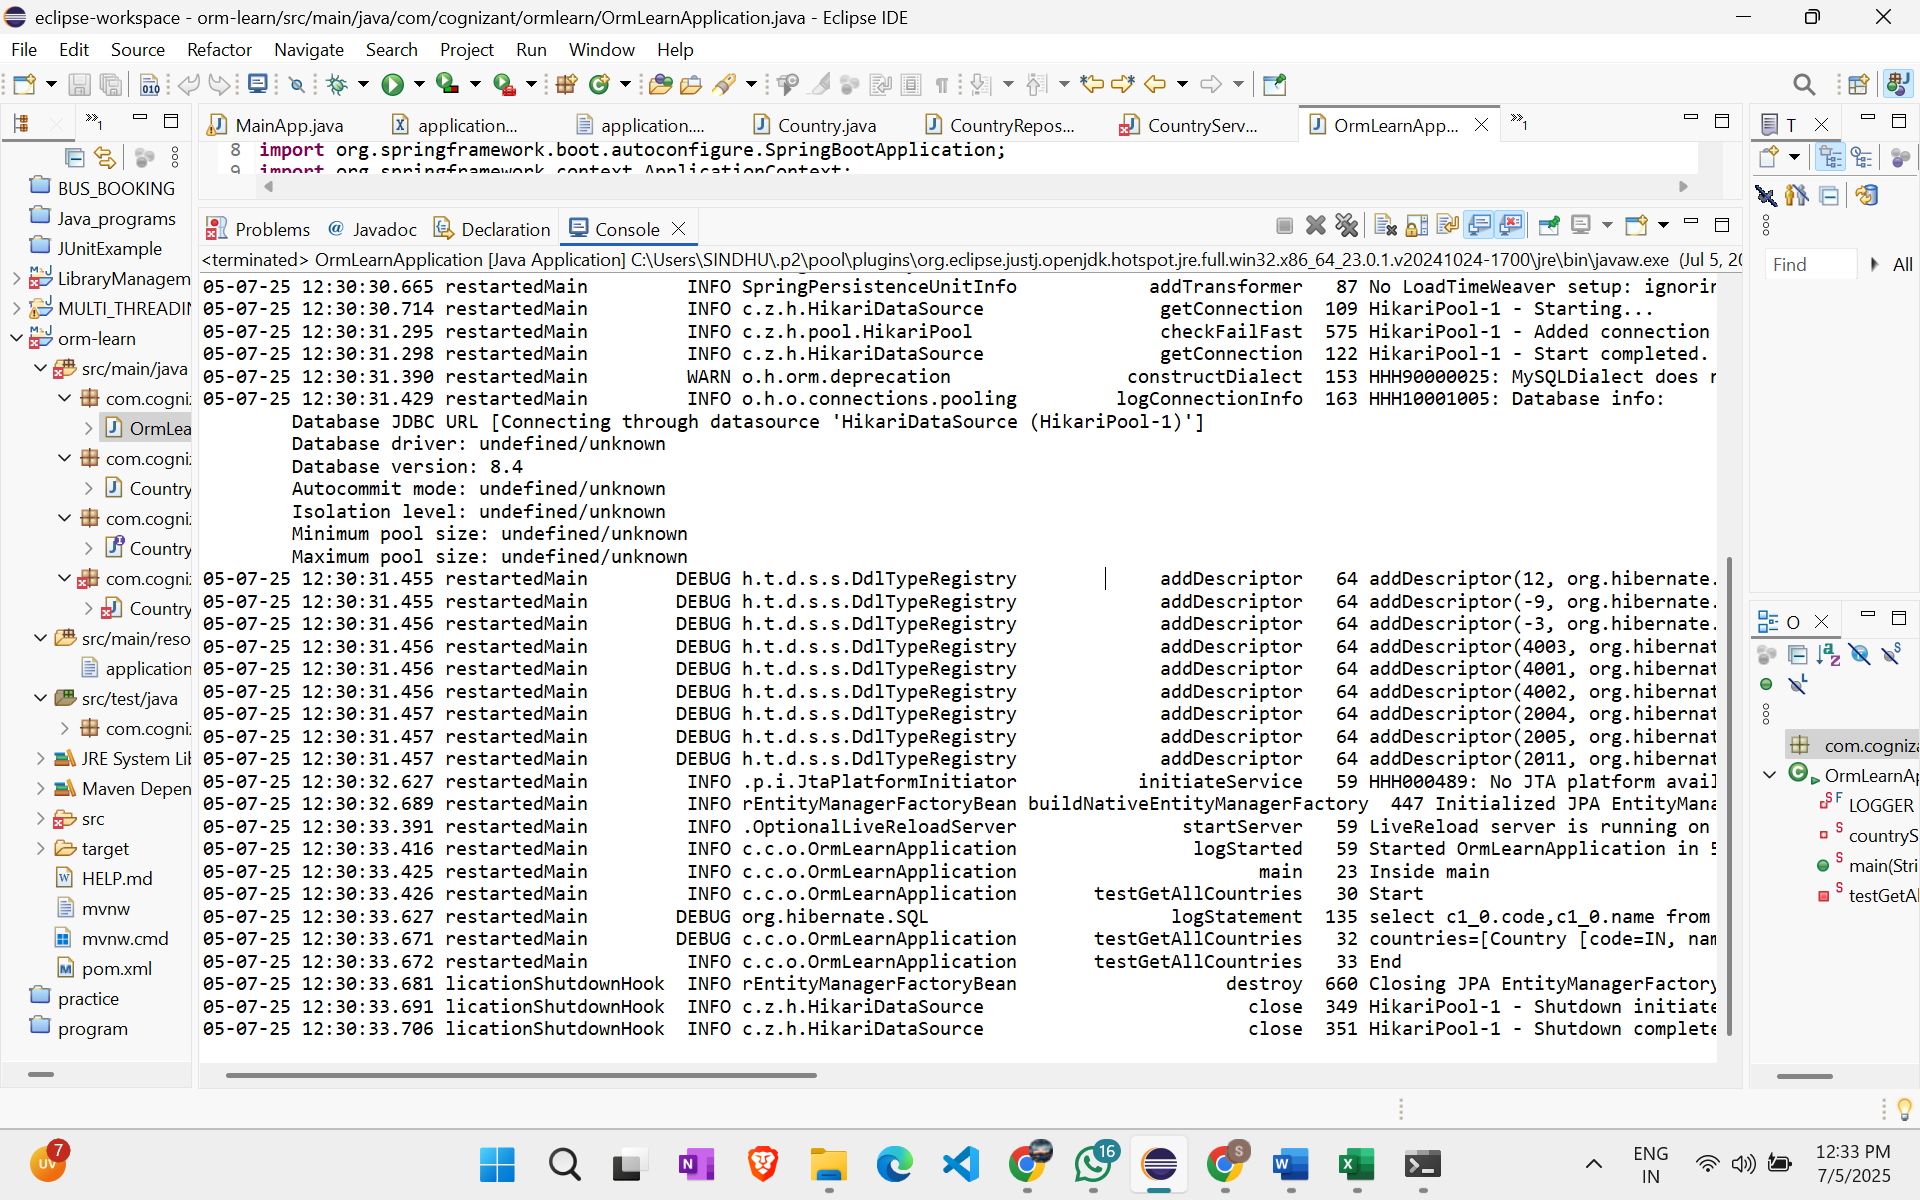 eclipse-workspace - orm-learn/src/main/java/com/cognizant/ormlearn/OrmLearnApplication.java - Eclipse IDE
File Edit Source Refactor Navigate Search Project Run Window Help
MainApp.java application... application.... Country.java CountryRepos... CountryServ... OrmLearnApp... »1
8 import org.springframework.boot.autoconfigure.SpringBootApplication;
9 import org.springframework.context.ApplicationContext;
»1
BUS_BOOKING
Java_programs
JUnitExample
LibraryManagem
MULTI_THREADIN
orm-learn
src/main/java
com.cogniz
OrmLea
com.cogniz
Country
com.cogniz
Country
com.cogniz
Country
src/main/reso
application
src/test/java
com.cogniz
JRE System Lib
Maven Depen
src
target
HELP.md
mvnw
mvnw.cmd
pom.xml
practice
program
Problems @ Javadoc Declaration Console
<terminated> OrmLearnApplication [Java Application] C:\Users\SINDHU\.p2\pool\plugins\org.eclipse.justj.openjdk.hotspot.jre.full.win32.x86_64_23.0.1.v20241024-1700\jre\bin\javaw.exe (Jul 5, 20
05-07-25 12:30:30.665 restartedMain INFO SpringPersistenceUnitInfo addTransformer 87 No LoadTimeWeaver setup: ignorin
05-07-25 12:30:30.714 restartedMain INFO c.z.h.HikariDataSource getConnection 109 HikariPool-1 - Starting...
05-07-25 12:30:31.295 restartedMain INFO c.z.h.pool.HikariPool checkFailFast 575 HikariPool-1 - Added connection
05-07-25 12:30:31.298 restartedMain INFO c.z.h.HikariDataSource getConnection 122 HikariPool-1 - Start completed.
05-07-25 12:30:31.390 restartedMain WARN o.h.orm.deprecation constructDialect 153 HHH90000025: MySQLDialect does n
05-07-25 12:30:31.429 restartedMain INFO o.h.o.connections.pooling logConnectionInfo 163 HHH10001005: Database info:
Database JDBC URL [Connecting through datasource 'HikariDataSource (HikariPool-1)']
Database driver: undefined/unknown
Database version: 8.4
Autocommit mode: undefined/unknown
Isolation level: undefined/unknown
Minimum pool size: undefined/unknown
Maximum pool size: undefined/unknown
05-07-25 12:30:31.455 restartedMain DEBUG h.t.d.s.s.DdlTypeRegistry addDescriptor 64 addDescriptor(12, org.hibernate.
05-07-25 12:30:31.455 restartedMain DEBUG h.t.d.s.s.DdlTypeRegistry addDescriptor 64 addDescriptor(-9, org.hibernate.
05-07-25 12:30:31.456 restartedMain DEBUG h.t.d.s.s.DdlTypeRegistry addDescriptor 64 addDescriptor(-3, org.hibernate.
05-07-25 12:30:31.456 restartedMain DEBUG h.t.d.s.s.DdlTypeRegistry addDescriptor 64 addDescriptor(4003, org.hibernat
05-07-25 12:30:31.456 restartedMain DEBUG h.t.d.s.s.DdlTypeRegistry addDescriptor 64 addDescriptor(4001, org.hibernat
05-07-25 12:30:31.456 restartedMain DEBUG h.t.d.s.s.DdlTypeRegistry addDescriptor 64 addDescriptor(4002, org.hibernat
05-07-25 12:30:31.457 restartedMain DEBUG h.t.d.s.s.DdlTypeRegistry addDescriptor 64 addDescriptor(2004, org.hibernat
05-07-25 12:30:31.457 restartedMain DEBUG h.t.d.s.s.DdlTypeRegistry addDescriptor 64 addDescriptor(2005, org.hibernat
05-07-25 12:30:31.457 restartedMain DEBUG h.t.d.s.s.DdlTypeRegistry addDescriptor 64 addDescriptor(2011, org.hibernat
05-07-25 12:30:32.627 restartedMain INFO .p.i.JtaPlatformInitiator initiateService 59 HHH000489: No JTA platform avail
05-07-25 12:30:32.689 restartedMain INFO rEntityManagerFactoryBean buildNativeEntityManagerFactory 447 Initialized JPA EntityMana
05-07-25 12:30:33.391 restartedMain INFO .OptionalLiveReloadServer startServer 59 LiveReload server is running on
05-07-25 12:30:33.416 restartedMain INFO c.c.o.OrmLearnApplication logStarted 59 Started OrmLearnApplication in 5
05-07-25 12:30:33.425 restartedMain INFO c.c.o.OrmLearnApplication main 23 Inside main
05-07-25 12:30:33.426 restartedMain INFO c.c.o.OrmLearnApplication testGetAllCountries 30 Start
05-07-25 12:30:33.627 restartedMain DEBUG org.hibernate.SQL logStatement 135 select c1_0.code,c1_0.name from
05-07-25 12:30:33.671 restartedMain DEBUG c.c.o.OrmLearnApplication testGetAllCountries 32 countries=[Country [code=IN, nam
05-07-25 12:30:33.672 restartedMain INFO c.c.o.OrmLearnApplication testGetAllCountries 33 End
05-07-25 12:30:33.681 licationShutdownHook INFO rEntityManagerFactoryBean destroy 660 Closing JPA EntityManagerFactory
05-07-25 12:30:33.691 licationShutdownHook INFO c.z.h.HikariDataSource close 349 HikariPool-1 - Shutdown initiate
05-07-25 12:30:33.706 licationShutdownHook INFO c.z.h.HikariDataSource close 351 HikariPool-1 - Shutdown complete
T
Find All
O
com.cogniza
OrmLearnAp
LOGGER
countryS
main(Stri
testGetAl
7
UV
16
S
ENG
IN
12:33 PM
7/5/2025